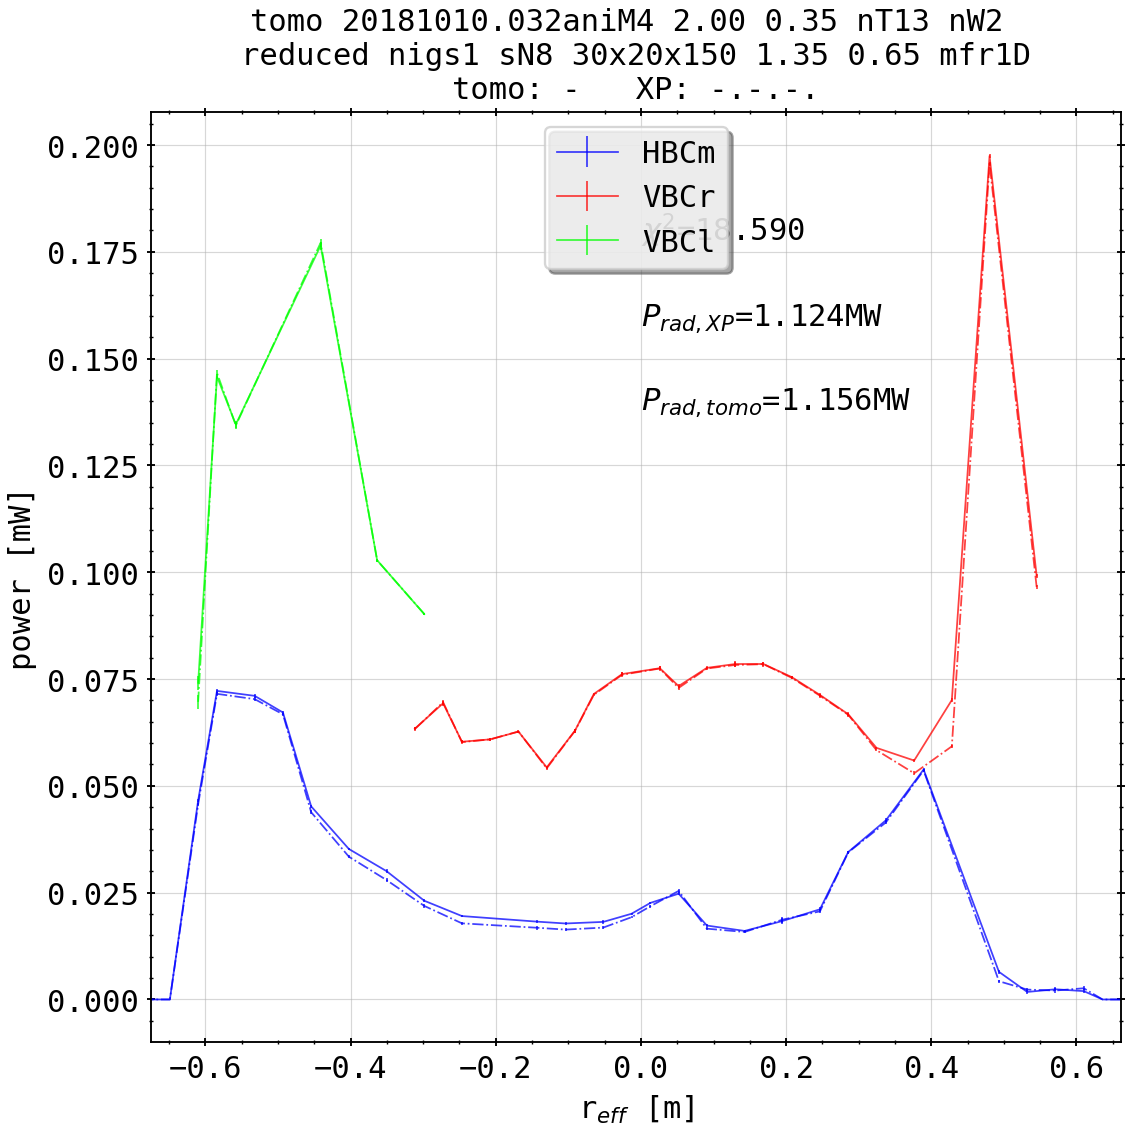 tomo 20181010.032aniM4 2.00 0.35 nT13 nW2
reduced nigs1 sN8 30x20x150 1.35 0.65 mfr1D
tomo: -   XP: -.-.-.
HBCm
VBCr
VBCl
χ²=18.590
P_rad,XP=1.124MW
P_rad,tomo=1.156MW
power [mW]
0.200
0.175
0.150
0.125
0.100
0.075
0.050
0.025
0.000
−0.6 −0.4 −0.2 0.0 0.2 0.4 0.6
r_eff [m]